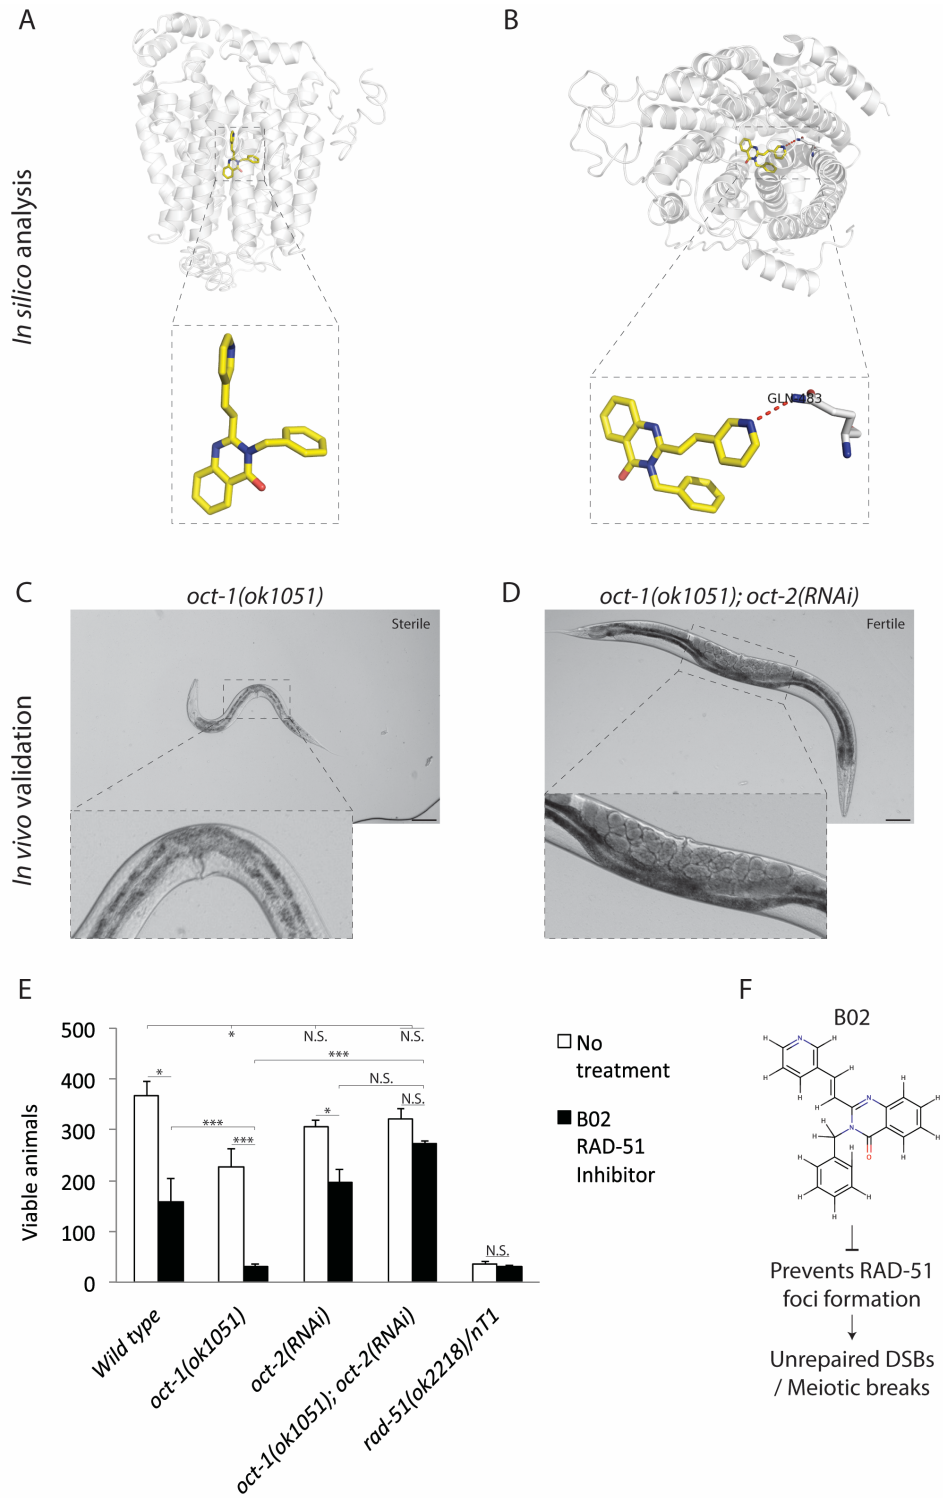 A
B
In silico analysis
GLN-483
C
oct-1(ok1051)
D
oct-1(ok1051); oct-2(RNAi)
Sterile
Fertile
In vivo validation
E
F
Viable animals
500
400
300
200
100
0
*
N.S.
N.S.
***
N.S.
*
***
***
*
N.S.
N.S.
Wild type
oct-1(ok1051)
oct-2(RNAi)
oct-1(ok1051); oct-2(RNAi)
rad-51(ok2218)/nT1
No
treatment
B02
RAD-51
Inhibitor
B02
H
N
H
H
H
H
H
H
H
N
H
H
N
H
H
H
O
H
H
H
H
H
H
Prevents RAD-51
foci formation
Unrepaired DSBs
/ Meiotic breaks